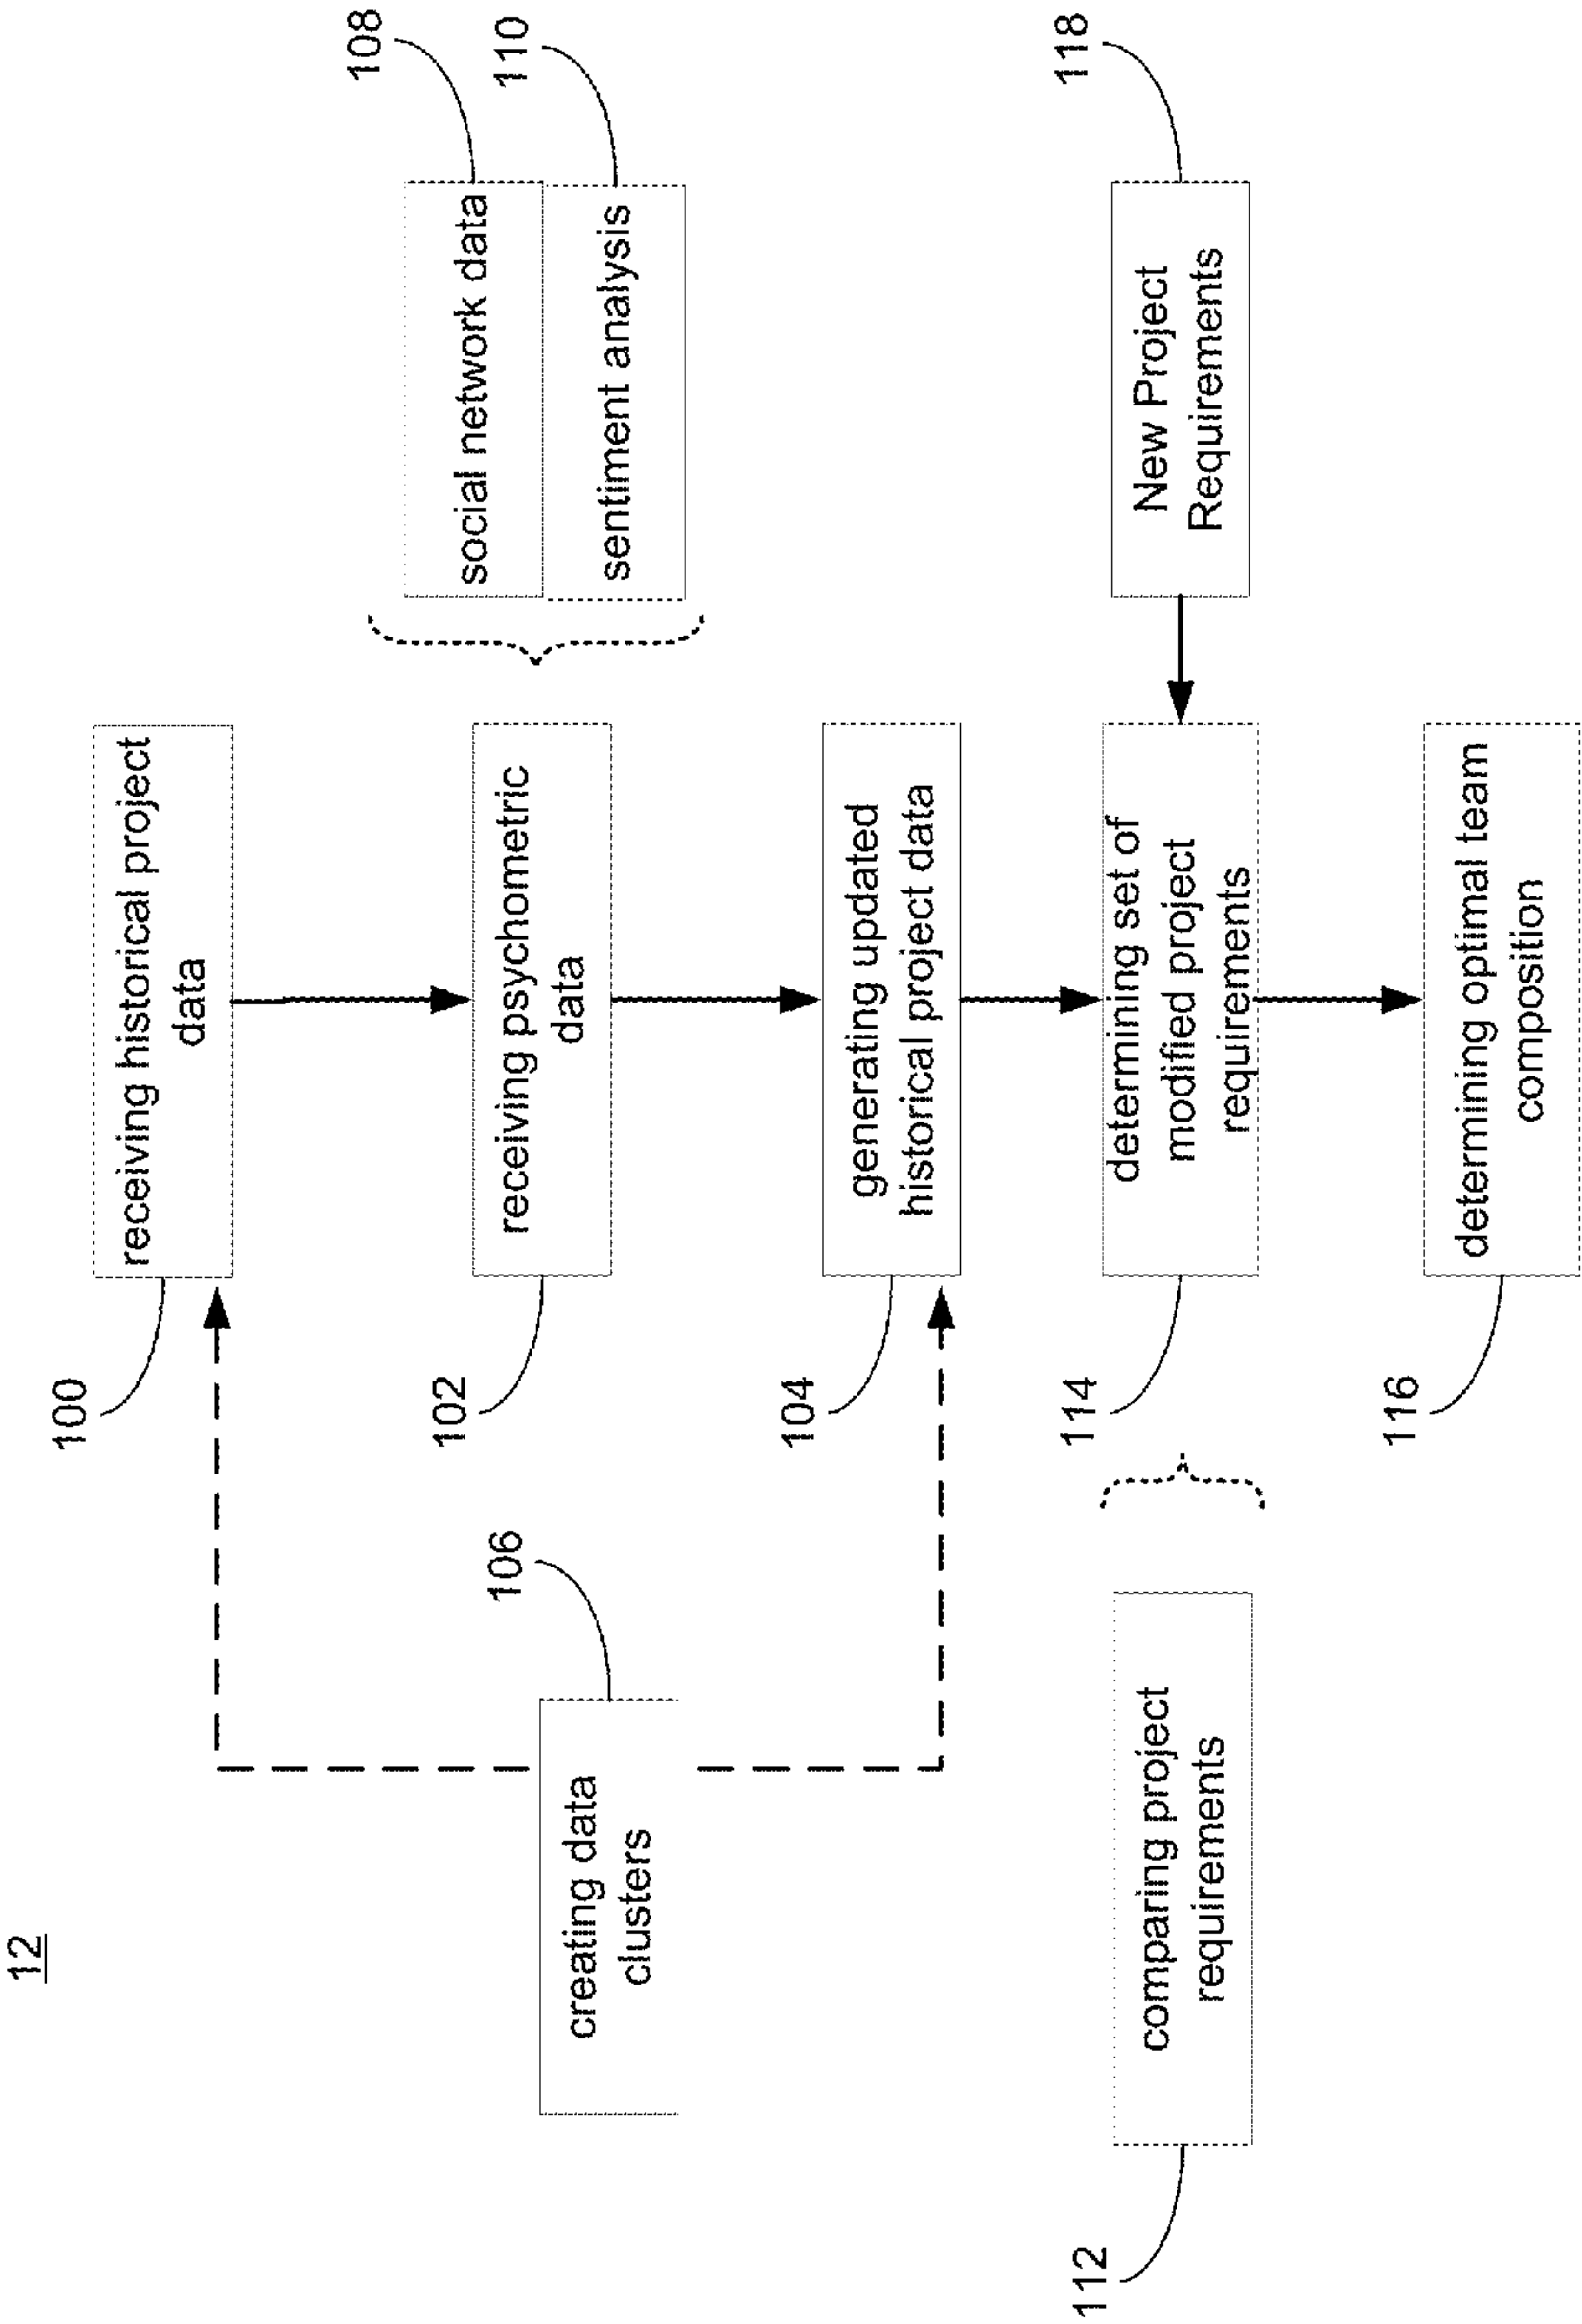 12
100
receiving historical project
data
102
receiving psychometric
data
108
social network data
110
sentiment analysis
106
creating data
clusters
104
generating updated
historical project data
112
comparing project
requirements
114
determining set of
modified project
requirements
118
New Project
Requirements
116
determining optimal team
composition